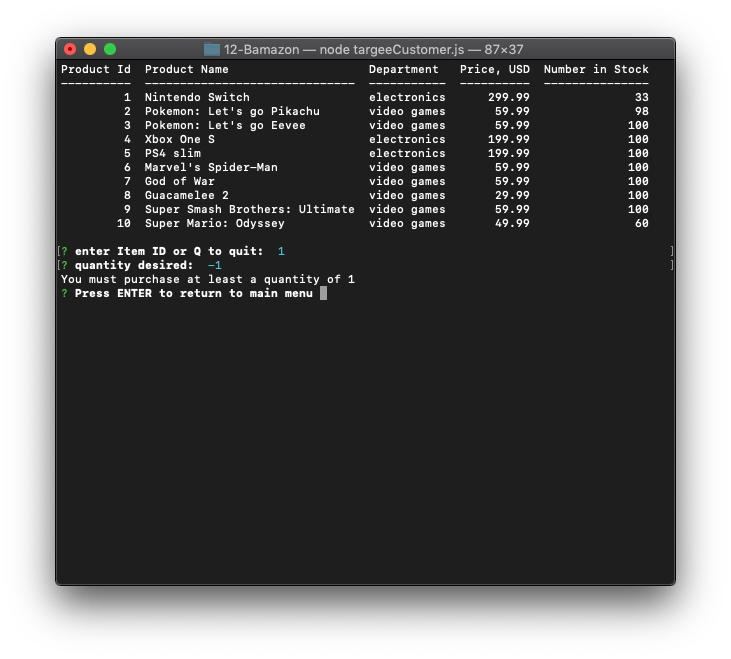 12-Bamazon — node targeeCustomer.js — 87×37
Product Id  Product Name                    Department   Price, USD  Number in Stock
----------  ------------------------------  -----------  ----------  ---------------
         1  Nintendo Switch                 electronics      299.99               33
         2  Pokemon: Let's go Pikachu       video games       59.99               98
         3  Pokemon: Let's go Eevee         video games       59.99              100
         4  Xbox One S                      electronics      199.99              100
         5  PS4 slim                        electronics      199.99              100
         6  Marvel's Spider-Man             video games       59.99              100
         7  God of War                      video games       59.99              100
         8  Guacamelee 2                    video games       29.99              100
         9  Super Smash Brothers: Ultimate  video games       59.99              100
        10  Super Mario: Odyssey            video games       49.99               60
[? enter Item ID or Q to quit:  1 ]
[? quantity desired:  -1 ]
You must purchase at least a quantity of 1
? Press ENTER to return to main menu